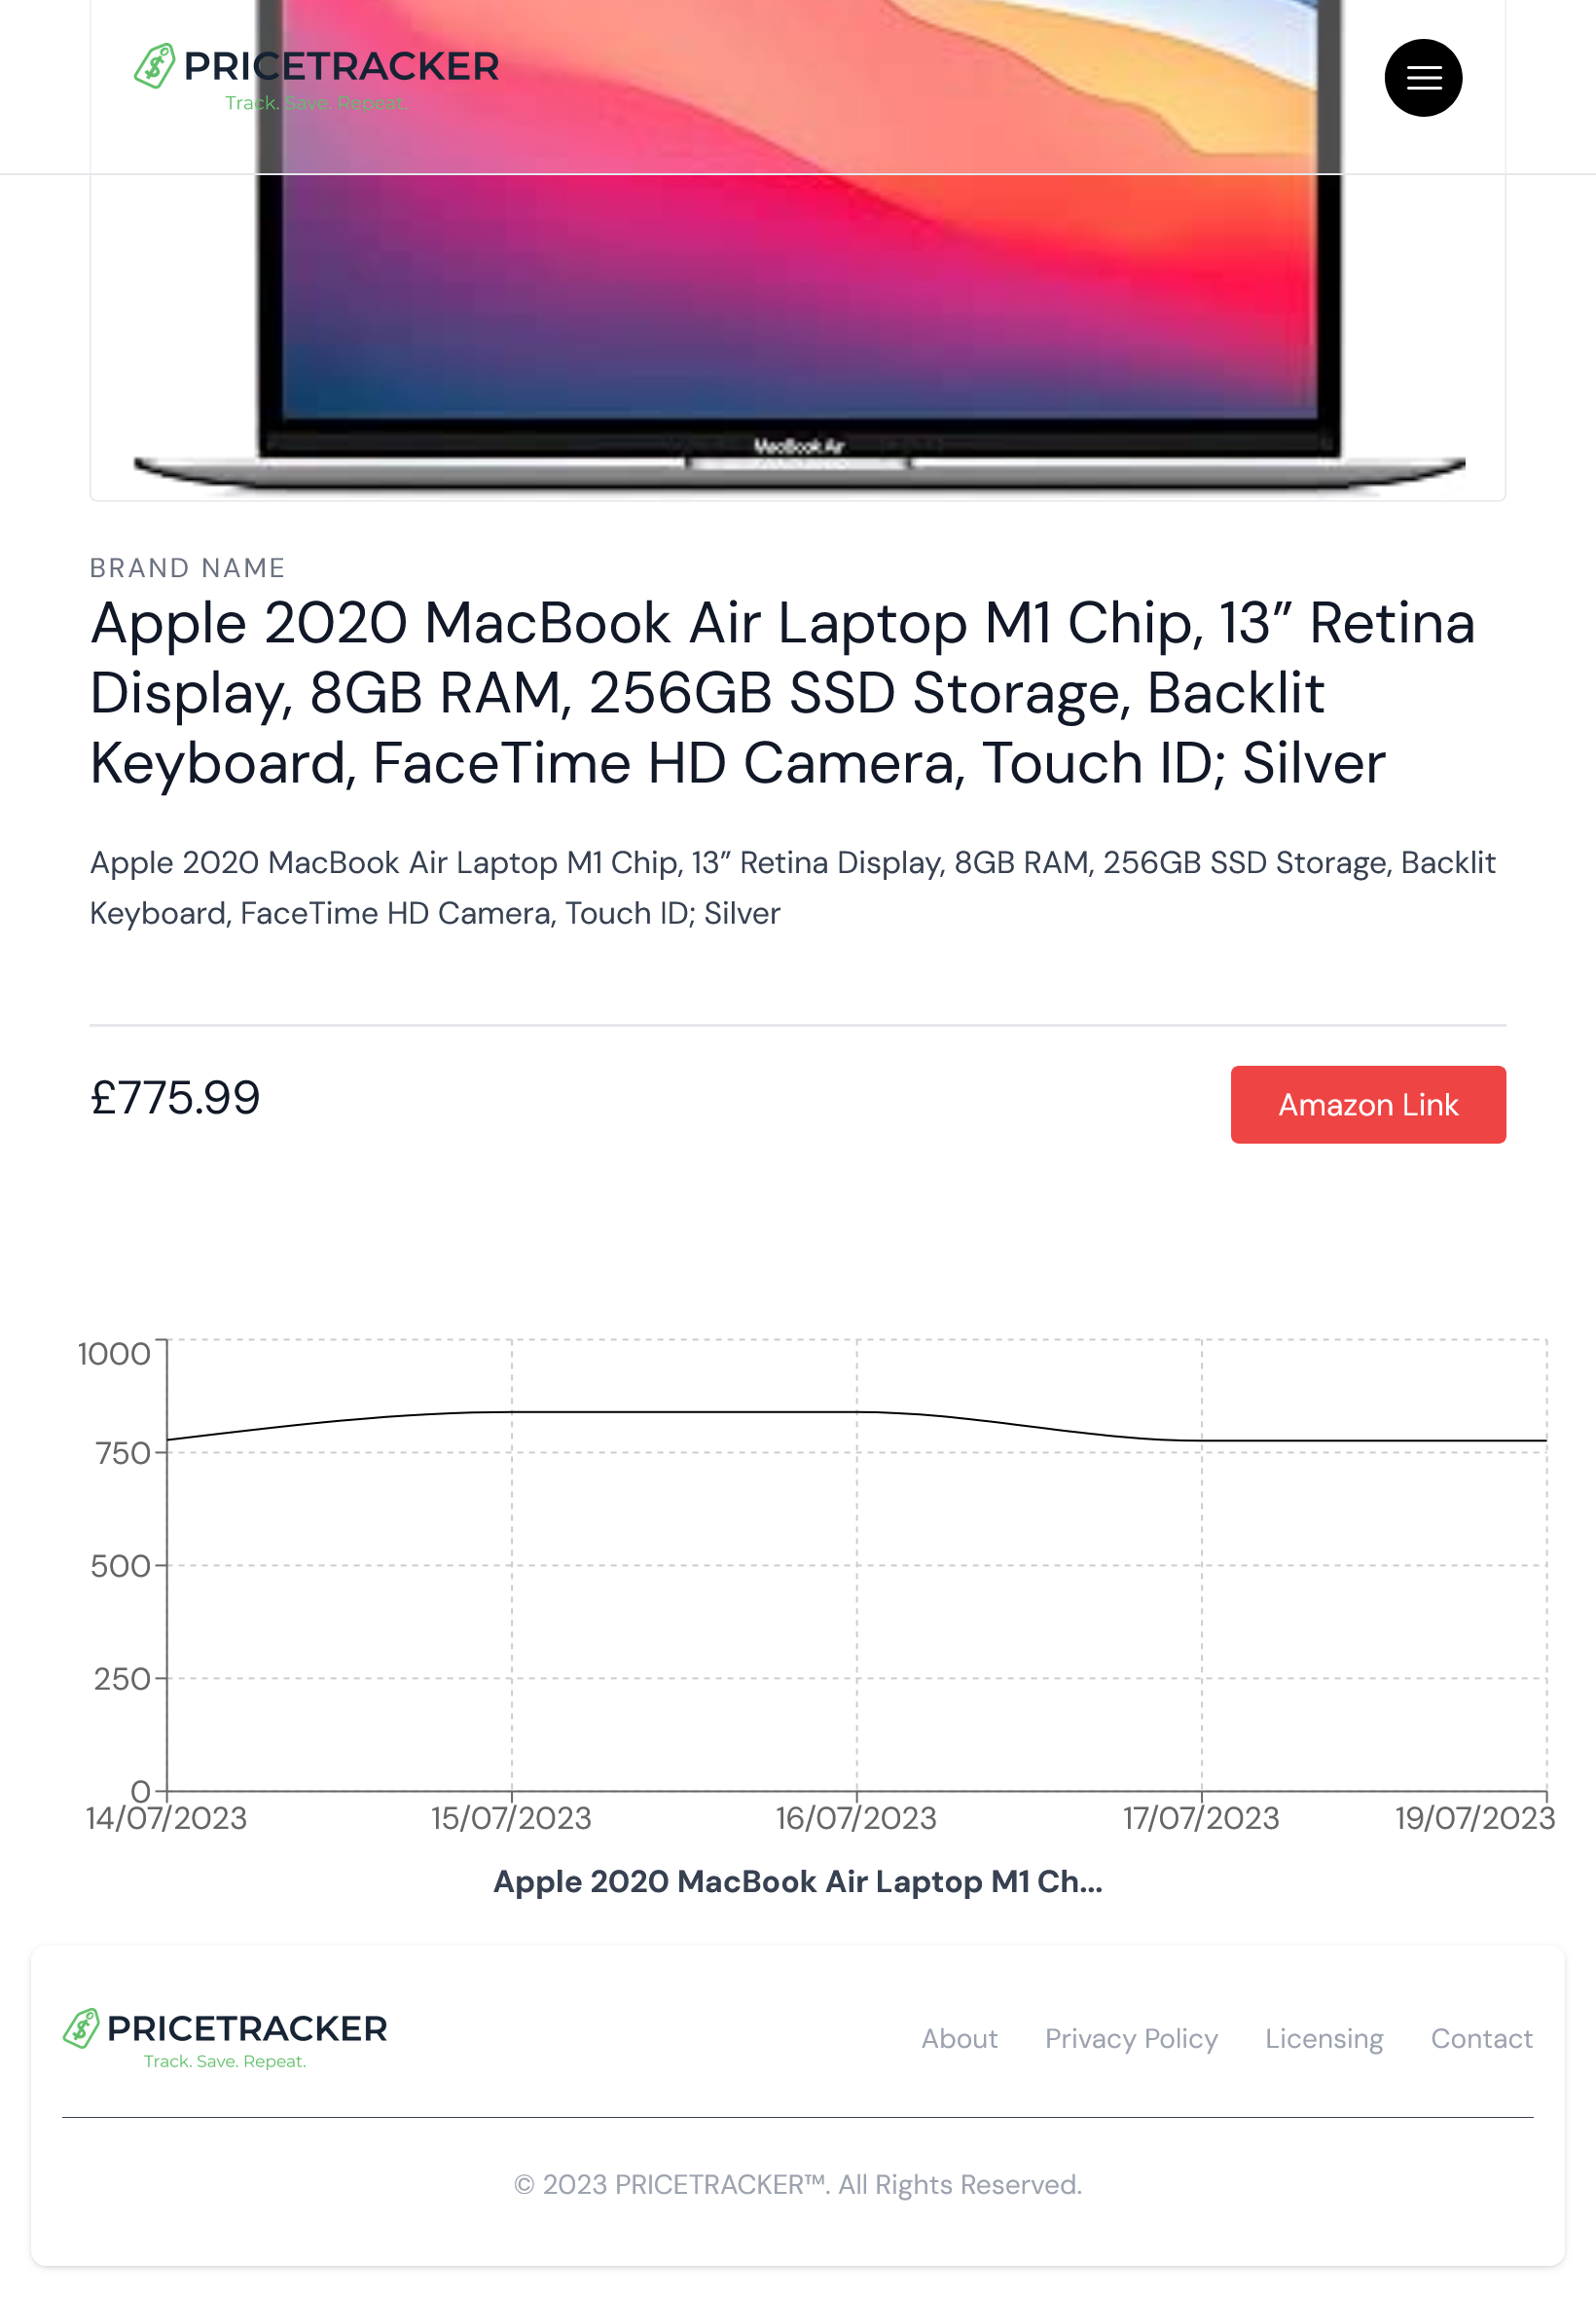 PRICETRACKER
Track. Save. Repeat.
MacBook Air
BRAND NAME
Apple 2020 MacBook Air Laptop M1 Chip, 13” Retina
Display, 8GB RAM, 256GB SSD Storage, Backlit
Keyboard, FaceTime HD Camera, Touch ID; Silver
Apple 2020 MacBook Air Laptop M1 Chip, 13” Retina Display, 8GB RAM, 256GB SSD Storage, Backlit
Keyboard, FaceTime HD Camera, Touch ID; Silver
£775.99
Amazon Link
1000
750
500
250
0
14/07/2023 15/07/2023 16/07/2023 17/07/2023 19/07/2023
Apple 2020 MacBook Air Laptop M1 Ch...
PRICETRACKER
Track. Save. Repeat.
About Privacy Policy Licensing Contact
© 2023 PRICETRACKER™. All Rights Reserved.